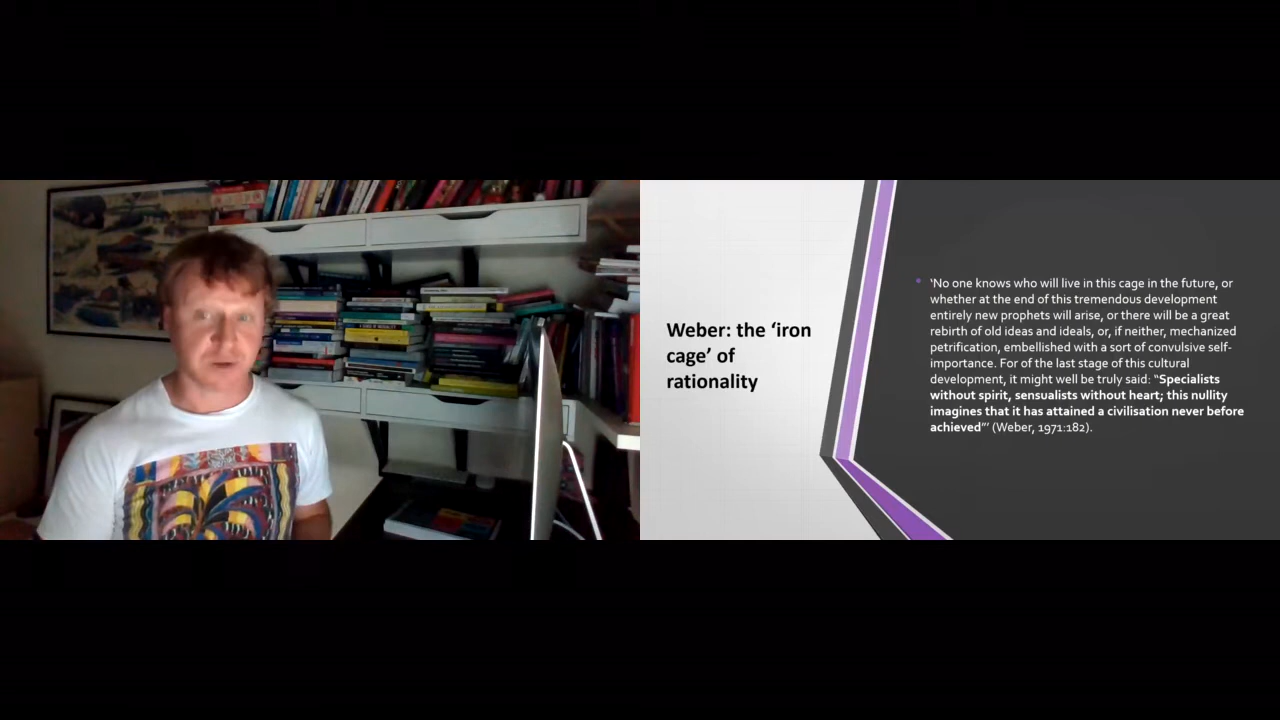 Weber: the ‘iron
cage’ of
rationality
‘No one knows who will live in this cage in the future, or
whether at the end of this tremendous development
entirely new prophets will arise, or there will be a great
rebirth of old ideas and ideals, or, if neither, mechanized
petrification, embellished with a sort of convulsive self-
importance. For of the last stage of this cultural
development, it might well be truly said: “Specialists
without spirit, sensualists without heart; this nullity
imagines that it has attained a civilisation never before
achieved”’ (Weber, 1971:182).